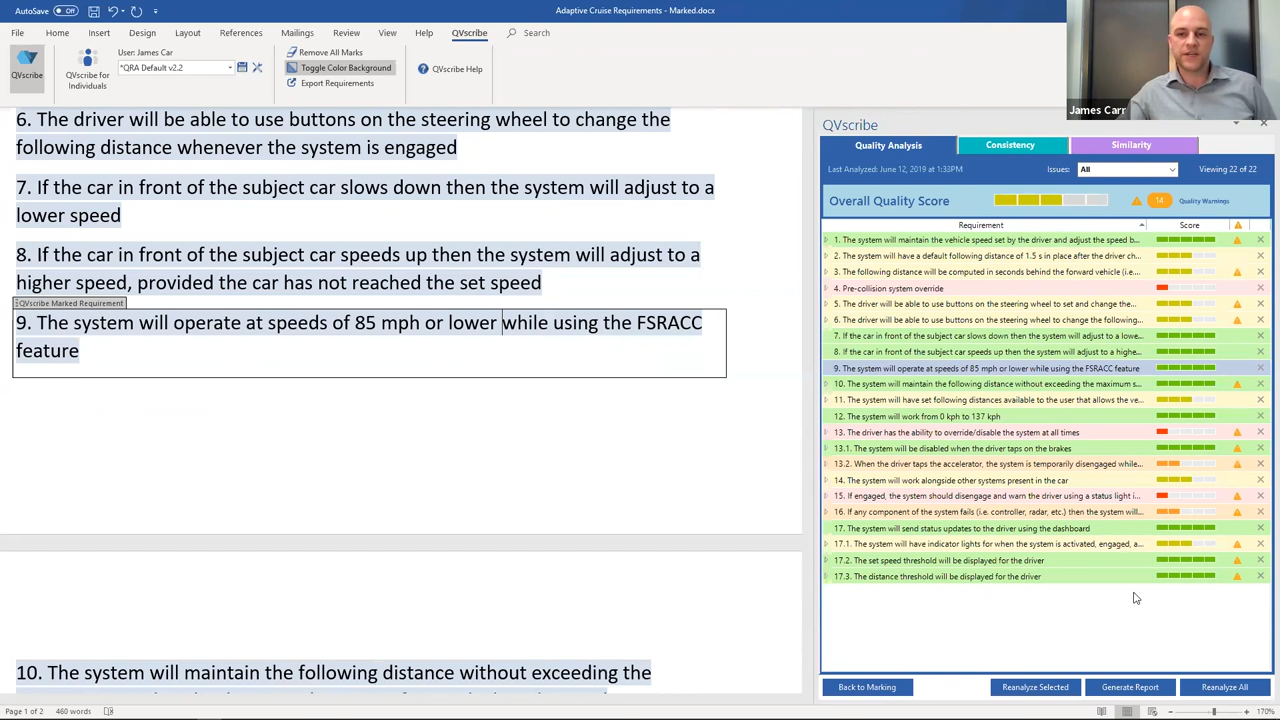 AutoSave Off
Adaptive Cruise Requirements - Marked.docx
File Home Insert Design Layout References Mailings Review View Help QVscribe Search
QVscribe
QVscribe for
Individuals
User: James Car
*QRA Default v2.2
Remove All Marks
Toggle Color Background
Export Requirements
QVscribe Help
James Carr
6. The driver will be able to use buttons on the steering wheel to change the
following distance whenever the system is engaged
7. If the car in front of the subject car slows down then the system will adjust to a
lower speed
8. If the car in front of the subject car speeds up then the system will adjust to a
higher speed, provided the car has not reached the set speed
QVscribe Marked Requirement
9. The system will operate at speeds of 85 mph or lower while using the FSRACC
feature
10. The system will maintain the following distance without exceeding the
QVscribe
Quality Analysis Consistency Similarity
Last Analyzed: June 12, 2019 at 1:33PM Issues: All Viewing 22 of 22
Overall Quality Score 14 Quality Warnings
Requirement Score
1. The system will maintain the vehicle speed set by the driver and adjust the speed b...
2. The system will have a default following distance of 1.5 s in place after the driver ch...
3. The following distance will be computed in seconds behind the forward vehicle (i.e....
4. Pre-collision system override
5. The driver will be able to use buttons on the steering wheel to set and change the...
6. The driver will be able to use buttons on the steering wheel to change the following...
7. If the car in front of the subject car slows down then the system will adjust to a lowe...
8. If the car in front of the subject car speeds up then the system will adjust to a highe...
9. The system will operate at speeds of 85 mph or lower while using the FSRACC feature
10. The system will maintain the following distance without exceeding the maximum s...
11. The system will have set following distances available to the user that allows the ve...
12. The system will work from 0 kph to 137 kph
13. The driver has the ability to override/disable the system at all times
13.1. The system will be disabled when the driver taps on the brakes
13.2. When the driver taps the accelerator, the system is temporarily disengaged while...
14. The system will work alongside other systems present in the car
15. If engaged, the system should disengage and warn the driver using a status light i...
16. If any component of the system fails (i.e. controller, radar, etc.) then the system will...
17. The system will send status updates to the driver using the dashboard
17.1. The system will have indicator lights for when the system is activated, engaged, a...
17.2. The set speed threshold will be displayed for the driver
17.3. The distance threshold will be displayed for the driver
Back to Marking Reanalyze Selected Generate Report Reanalyze All
Page 1 of 2 460 words
170%